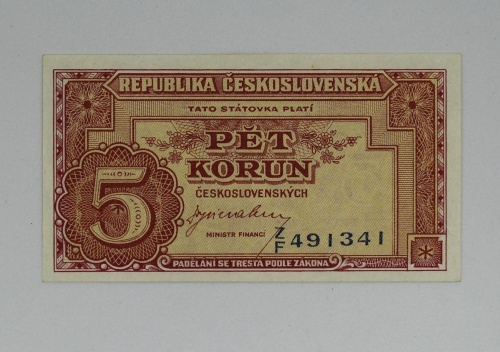 REPUBLIKA ČESKOSLOVENSKÁ
TATO STÁTOVKA PLATÍ
PĚT
KORUN
ČESKOSLOVENSKÝCH
5
MINISTR FINANCÍ
Z/F 491341
PADĚLÁNÍ SE TRESTÁ PODLE ZÁKONA